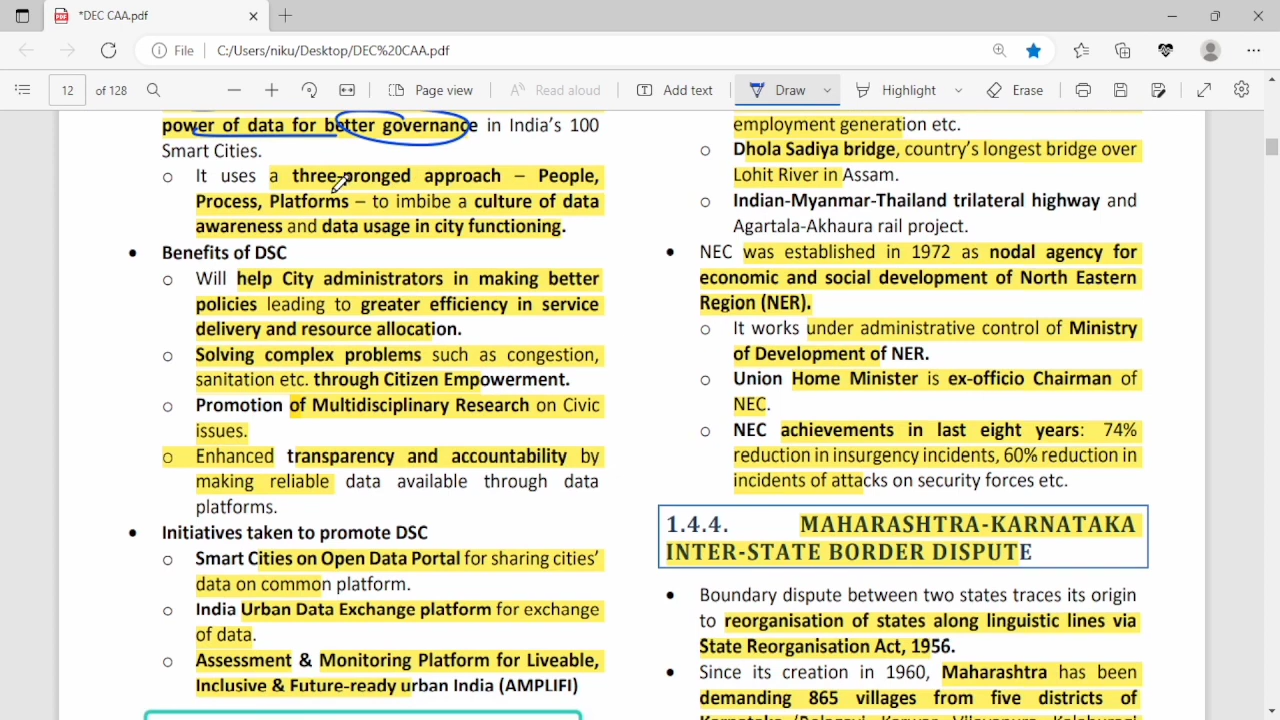 *DEC CAA.pdf
File
C:/Users/niku/Desktop/DEC%20CAA.pdf
12
of 128
Page view
Read aloud
Add text
Draw
Highlight
Erase
power of data for better governance in India’s 100
Smart Cities.
o It uses a three-pronged approach – People,
Process, Platforms – to imbibe a culture of data
awareness and data usage in city functioning.
• Benefits of DSC
o Will help City administrators in making better
policies leading to greater efficiency in service
delivery and resource allocation.
o Solving complex problems such as congestion,
sanitation etc. through Citizen Empowerment.
o Promotion of Multidisciplinary Research on Civic
issues.
o Enhanced transparency and accountability by
making reliable data available through data
platforms.
• Initiatives taken to promote DSC
o Smart Cities on Open Data Portal for sharing cities’
data on common platform.
o India Urban Data Exchange platform for exchange
of data.
o Assessment & Monitoring Platform for Liveable,
Inclusive & Future-ready urban India (AMPLIFI)
employment generation etc.
o Dhola Sadiya bridge, country’s longest bridge over
Lohit River in Assam.
o Indian-Myanmar-Thailand trilateral highway and
Agartala-Akhaura rail project.
• NEC was established in 1972 as nodal agency for
economic and social development of North Eastern
Region (NER).
o It works under administrative control of Ministry
of Development of NER.
o Union Home Minister is ex-officio Chairman of
NEC.
o NEC achievements in last eight years: 74%
reduction in insurgency incidents, 60% reduction in
incidents of attacks on security forces etc.
1.4.4. MAHARASHTRA-KARNATAKA
INTER-STATE BORDER DISPUTE
• Boundary dispute between two states traces its origin
to reorganisation of states along linguistic lines via
State Reorganisation Act, 1956.
• Since its creation in 1960, Maharashtra has been
demanding 865 villages from five districts of
Karnataka (Belagavi, Karwar, Vijayapura, Kalaburagi